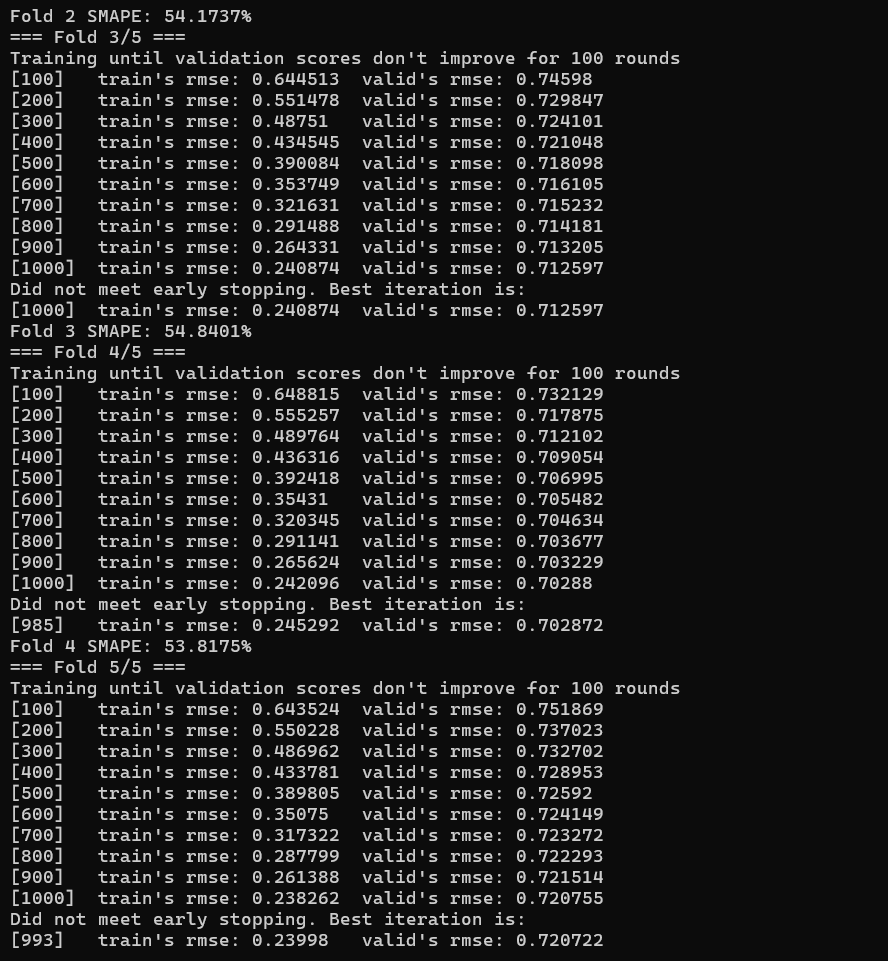 Fold 2 SMAPE: 54.1737%
=== Fold 3/5 ===
Training until validation scores don't improve for 100 rounds
[100]   train's rmse: 0.644513  valid's rmse: 0.74598
[200]   train's rmse: 0.551478  valid's rmse: 0.729847
[300]   train's rmse: 0.48751   valid's rmse: 0.724101
[400]   train's rmse: 0.434545  valid's rmse: 0.721048
[500]   train's rmse: 0.390084  valid's rmse: 0.718098
[600]   train's rmse: 0.353749  valid's rmse: 0.716105
[700]   train's rmse: 0.321631  valid's rmse: 0.715232
[800]   train's rmse: 0.291488  valid's rmse: 0.714181
[900]   train's rmse: 0.264331  valid's rmse: 0.713205
[1000]  train's rmse: 0.240874  valid's rmse: 0.712597
Did not meet early stopping. Best iteration is:
[1000]  train's rmse: 0.240874  valid's rmse: 0.712597
Fold 3 SMAPE: 54.8401%
=== Fold 4/5 ===
Training until validation scores don't improve for 100 rounds
[100]   train's rmse: 0.648815  valid's rmse: 0.732129
[200]   train's rmse: 0.555257  valid's rmse: 0.717875
[300]   train's rmse: 0.489764  valid's rmse: 0.712102
[400]   train's rmse: 0.436316  valid's rmse: 0.709054
[500]   train's rmse: 0.392418  valid's rmse: 0.706995
[600]   train's rmse: 0.35431   valid's rmse: 0.705482
[700]   train's rmse: 0.320345  valid's rmse: 0.704634
[800]   train's rmse: 0.291141  valid's rmse: 0.703677
[900]   train's rmse: 0.265624  valid's rmse: 0.703229
[1000]  train's rmse: 0.242096  valid's rmse: 0.70288
Did not meet early stopping. Best iteration is:
[985]   train's rmse: 0.245292  valid's rmse: 0.702872
Fold 4 SMAPE: 53.8175%
=== Fold 5/5 ===
Training until validation scores don't improve for 100 rounds
[100]   train's rmse: 0.643524  valid's rmse: 0.751869
[200]   train's rmse: 0.550228  valid's rmse: 0.737023
[300]   train's rmse: 0.486962  valid's rmse: 0.732702
[400]   train's rmse: 0.433781  valid's rmse: 0.728953
[500]   train's rmse: 0.389805  valid's rmse: 0.72592
[600]   train's rmse: 0.35075   valid's rmse: 0.724149
[700]   train's rmse: 0.317322  valid's rmse: 0.723272
[800]   train's rmse: 0.287799  valid's rmse: 0.722293
[900]   train's rmse: 0.261388  valid's rmse: 0.721514
[1000]  train's rmse: 0.238262  valid's rmse: 0.720755
Did not meet early stopping. Best iteration is:
[993]   train's rmse: 0.23998   valid's rmse: 0.720722